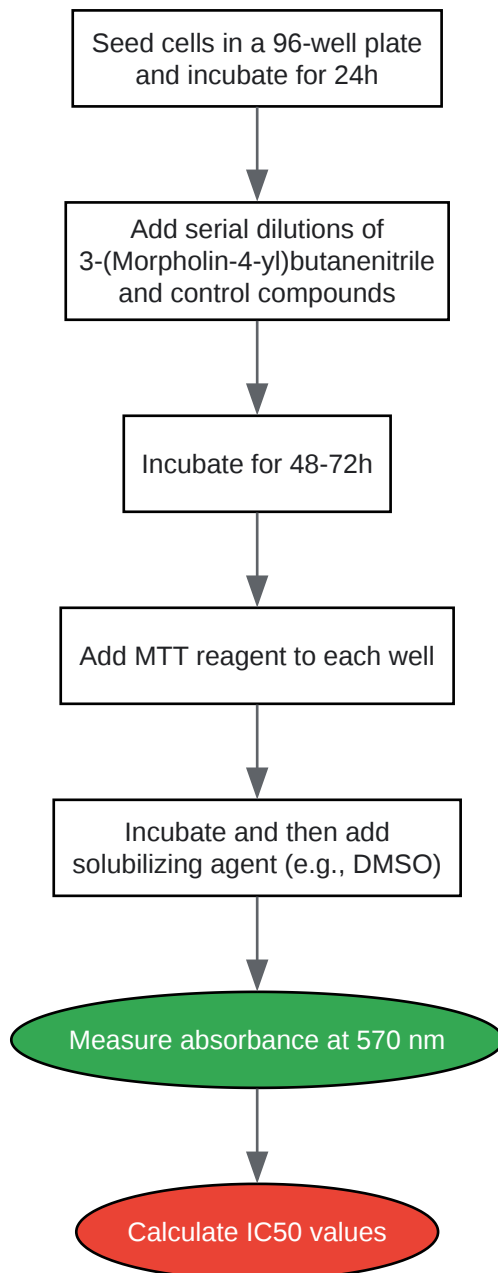 Seed cells in a 96-well plate
and incubate for 24h
Add serial dilutions of
3-(Morpholin-4-yl)butanenitrile
and control compounds
Incubate for 48-72h
Add MTT reagent to each well
Incubate and then add
solubilizing agent (e.g., DMSO)
Measure absorbance at 570 nm
Calculate IC50 values